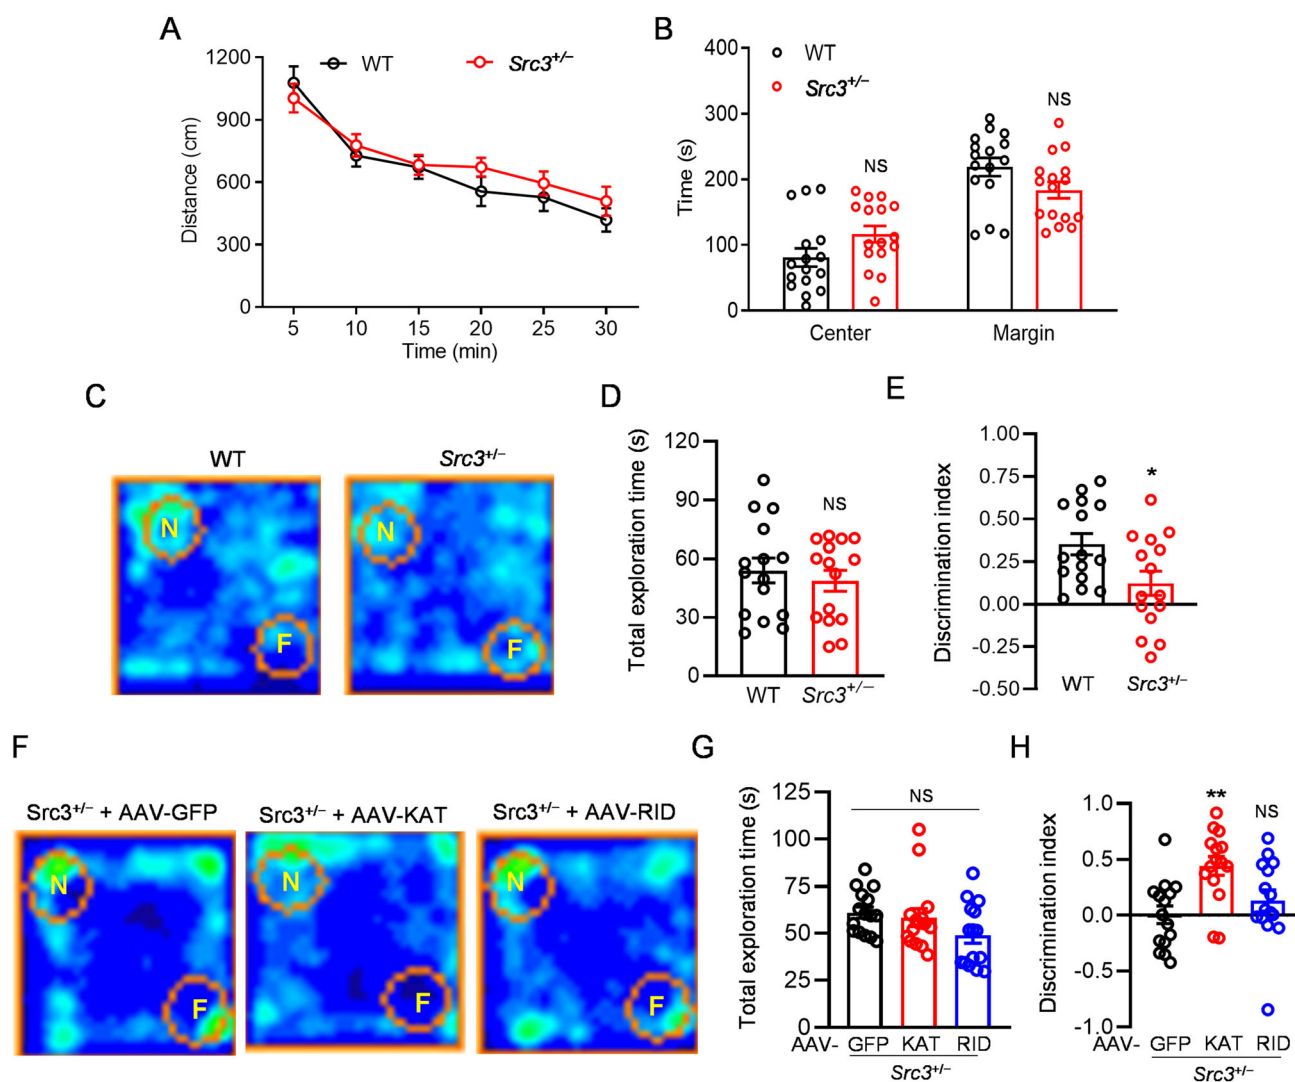 A
WT
Src3+/−
1200
900
600
300
0
Distance (cm)
5 10 15 20 25 30
Time (min)
B
WT
Src3+/−
400
300
200
100
0
Time (s)
NS
NS
Center Margin
C
WT Src3+/−
N
F
N
F
D
Total exploration time (s)
120
90
60
30
0
NS
WT Src3+/−
E
Discrimination index
1.00
0.75
0.50
0.25
0.00
-0.25
-0.50
*
WT Src3+/−
F
Src3+/− + AAV-GFP Src3+/− + AAV-KAT Src3+/− + AAV-RID
N
F
N
F
N
F
G
Total exploration time (s)
125
100
75
50
25
0
NS
AAV- GFP KAT RID
Src3+/−
H
Discrimination index
1.0
0.5
0.0
-0.5
-1.0
**
NS
AAV- GFP KAT RID
Src3+/−